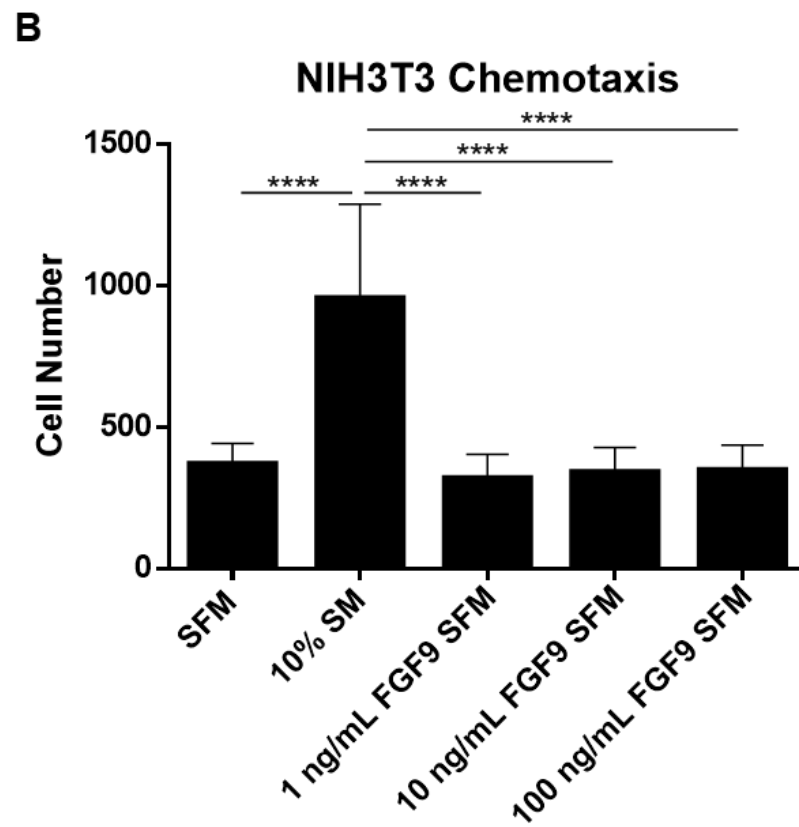 B
NIH3T3 Chemotaxis
****
****
**** ****
1500
1000
500
0
Cell Number
SFM
10% SM
1 ng/mL FGF9 SFM
10 ng/mL FGF9 SFM
100 ng/mL FGF9 SFM